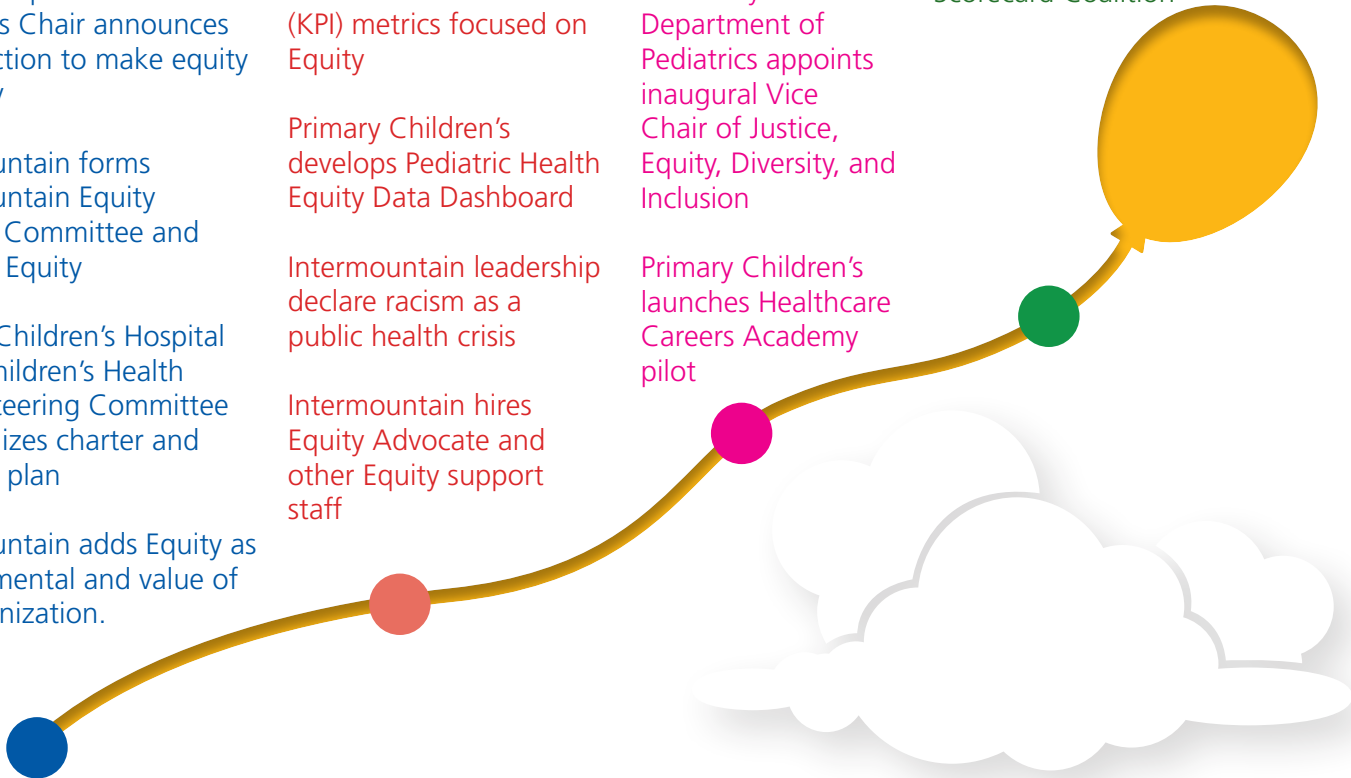 s Chair announces
ction to make equity
untain forms
untain Equity
Committee and
Equity
Children's Hospital
hildren's Health
teering Committee
izes charter and
plan
untain adds Equity as
mental and value of
nization.
(KPI) metrics focused on
Equity
Primary Children's
develops Pediatric Health
Equity Data Dashboard
Intermountain leadership
declare racism as a
public health crisis
Intermountain hires
Equity Advocate and
other Equity support
staff
Department of
Pediatrics appoints
inaugural Vice
Chair of Justice,
Equity, Diversity, and
Inclusion
Primary Children's
launches Healthcare
Careers Academy
pilot
Scorecard Coalition